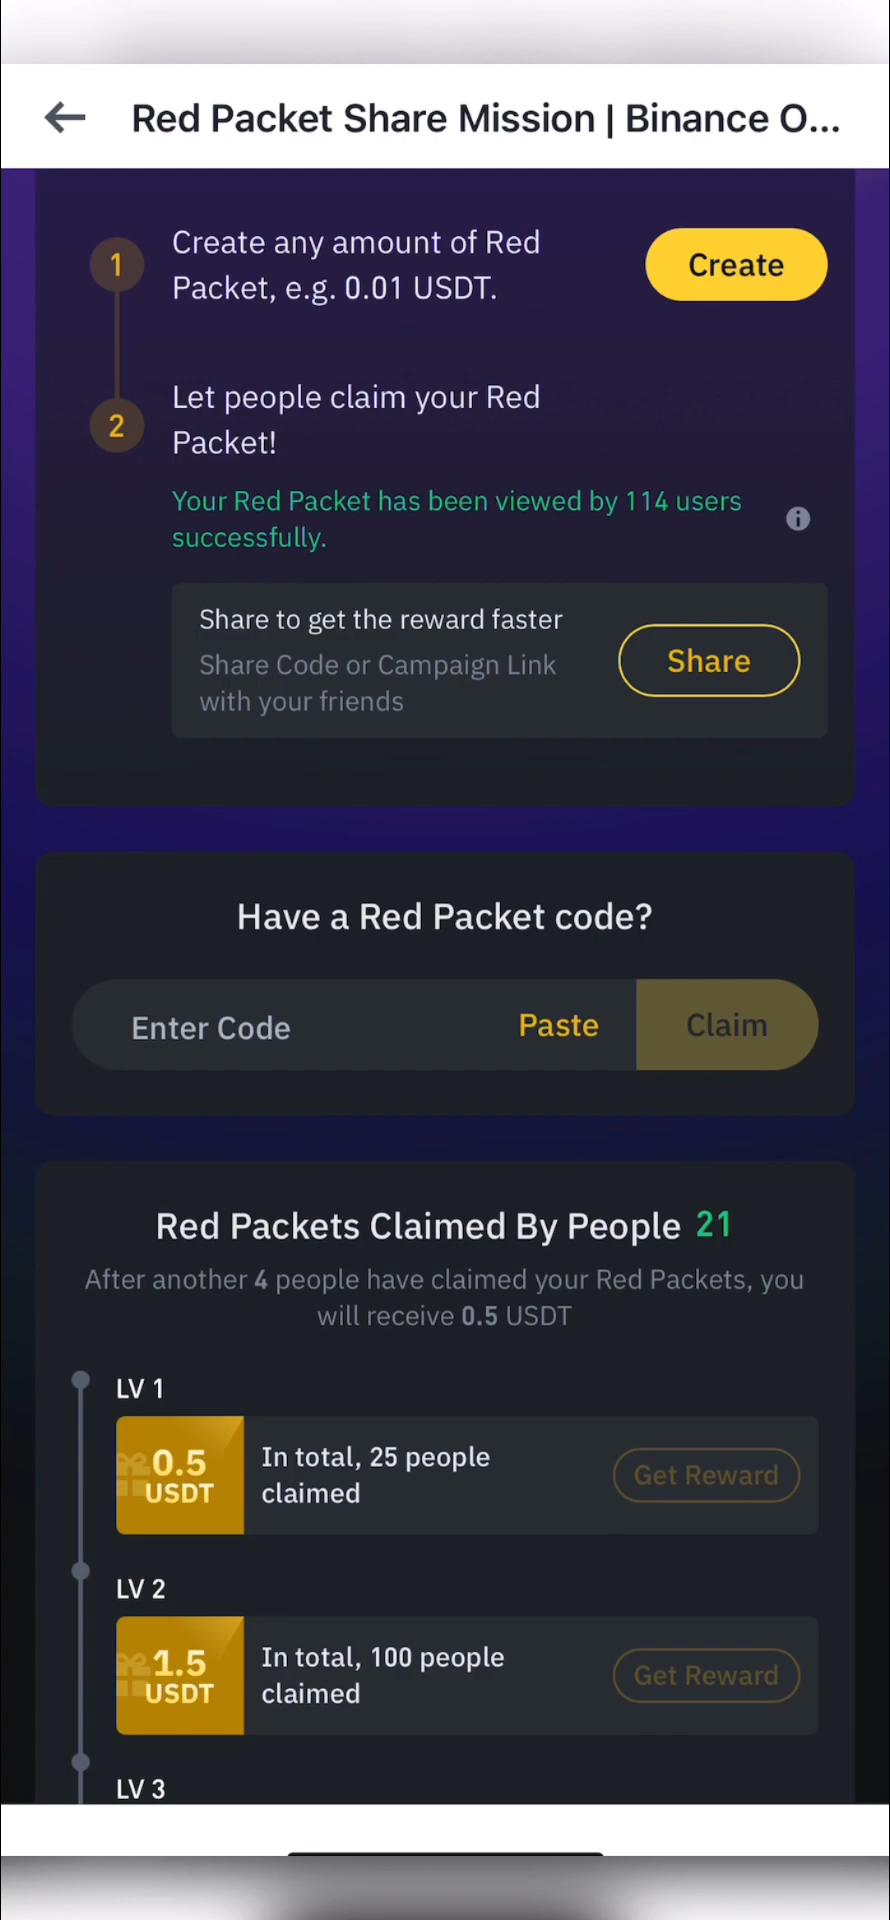 Red Packet Share Mission | Binance O...
1
Create any amount of Red
Packet, e.g. 0.01 USDT.
Create
2
Let people claim your Red
Packet!
Your Red Packet has been viewed by 114 users
successfully.
Share to get the reward faster
Share Code or Campaign Link
with your friends
Share
Have a Red Packet code?
Enter Code
Paste
Claim
Red Packets Claimed By People 21
After another 4 people have claimed your Red Packets, you
will receive 0.5 USDT
LV 1
0.5
USDT
In total, 25 people
claimed
Get Reward
LV 2
1.5
USDT
In total, 100 people
claimed
Get Reward
LV 3